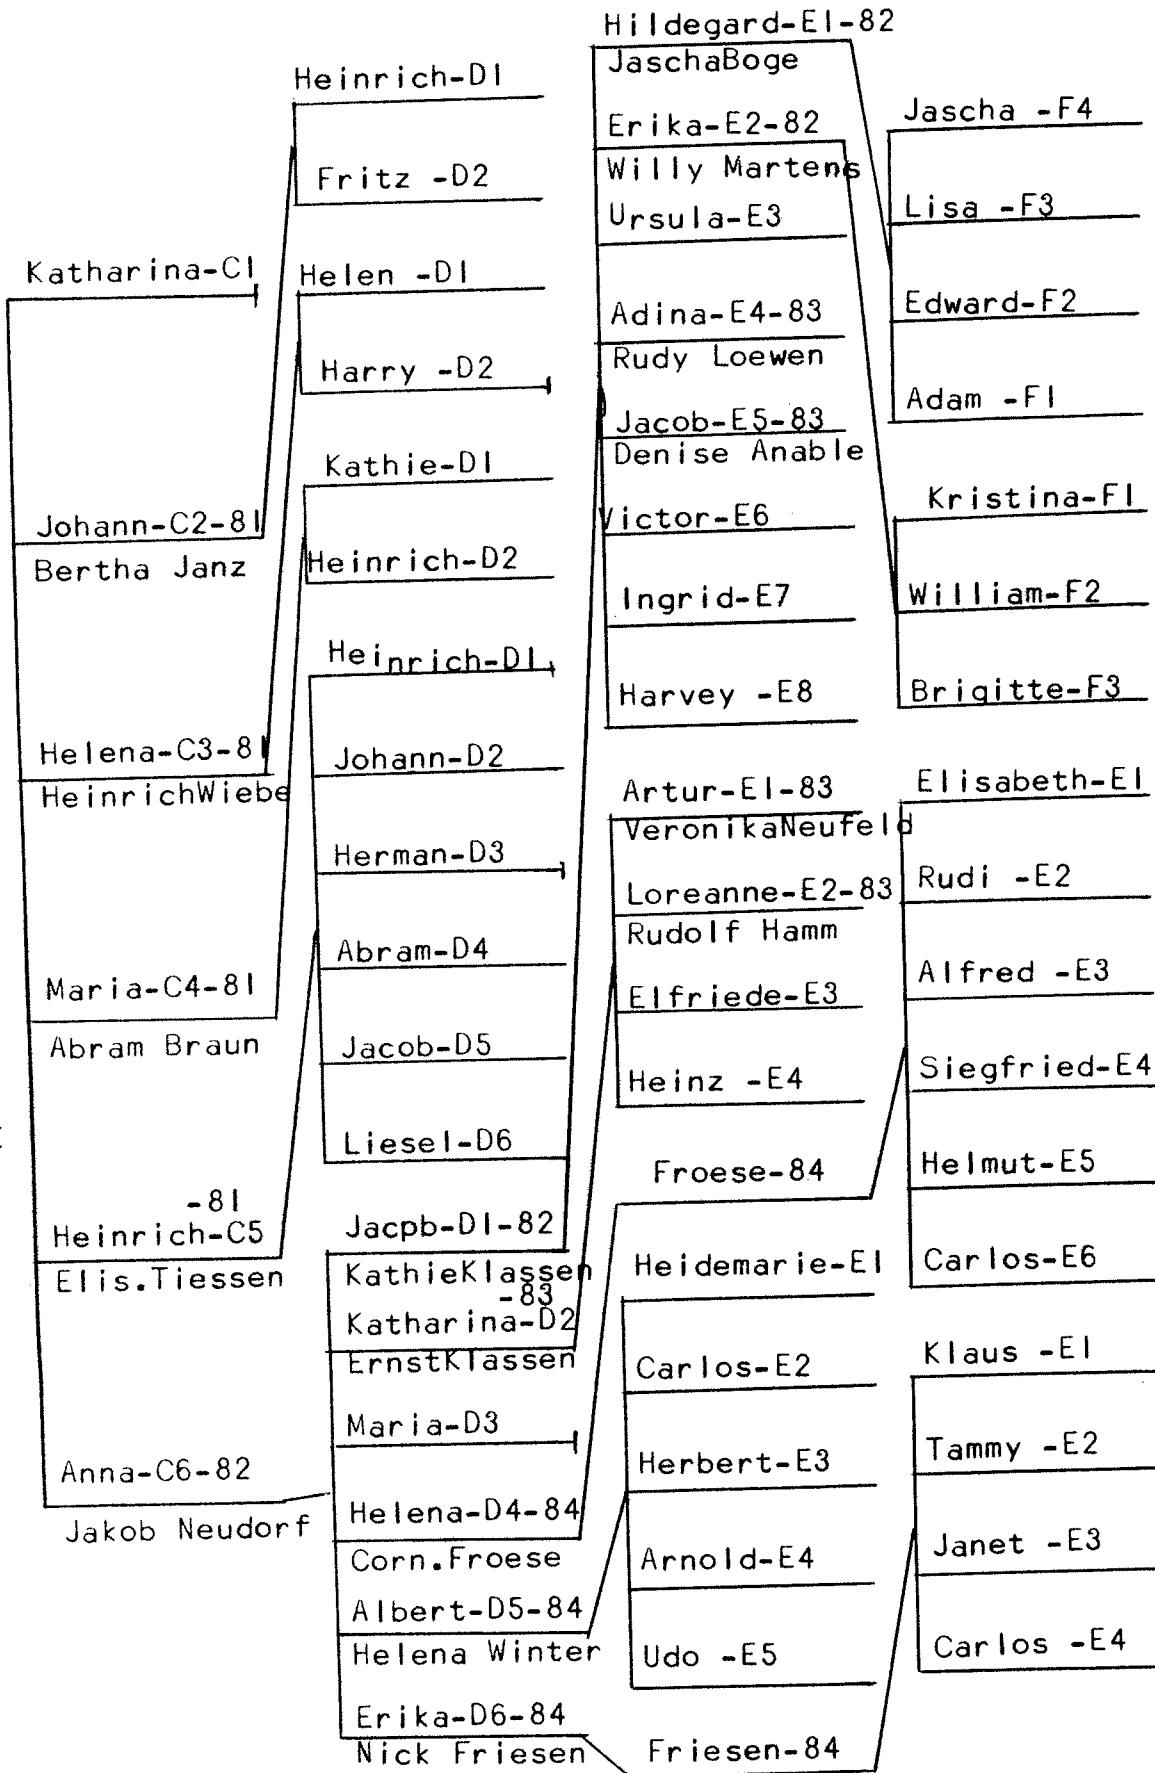 Katharina-C1
Johann-C2-81
Bertha Janz
Helena-C3-81
HeinrichWiebe
Maria-C4-81
Abram Braun
-81
Heinrich-C5
Elis.Tiessen
Anna-C6-82
Jakob Neudorf
Heinrich-D1
Fritz -D2
Helen -D1
Harry -D2
Kathie-D1
Heinrich-D2
Heinrich-D1
Johann-D2
Herman-D3
Abram-D4
Jacob-D5
Liesel-D6
Jacpb-D1-82
KathieKlassen
-83
Katharina-D2
ErnstKlassen
Maria-D3
Helena-D4-84
Corn.Froese
Albert-D5-84
Helena Winter
Erika-D6-84
Nick Friesen
Hildegard-E1-82
JaschaBoge
Erika-E2-82
Willy Martens
Ursula-E3
Adina-E4-83
Rudy Loewen
Jacob-E5-83
Denise Anable
Victor-E6
Ingrid-E7
Harvey -E8
Artur-E1-83
VeronikaNeufeld
Loreanne-E2-83
Rudolf Hamm
Elfriede-E3
Heinz -E4
Froese-84
Heidemarie-E1
Carlos-E2
Herbert-E3
Arnold-E4
Udo -E5
Friesen-84
Jascha -F4
Lisa -F3
Edward-F2
Adam -F1
Kristina-F1
William-F2
Brigitte-F3
Elisabeth-E1
Rudi -E2
Alfred -E3
Siegfried-E4
Helmut-E5
Carlos-E6
Klaus -E1
Tammy -E2
Janet -E3
Carlos -E4